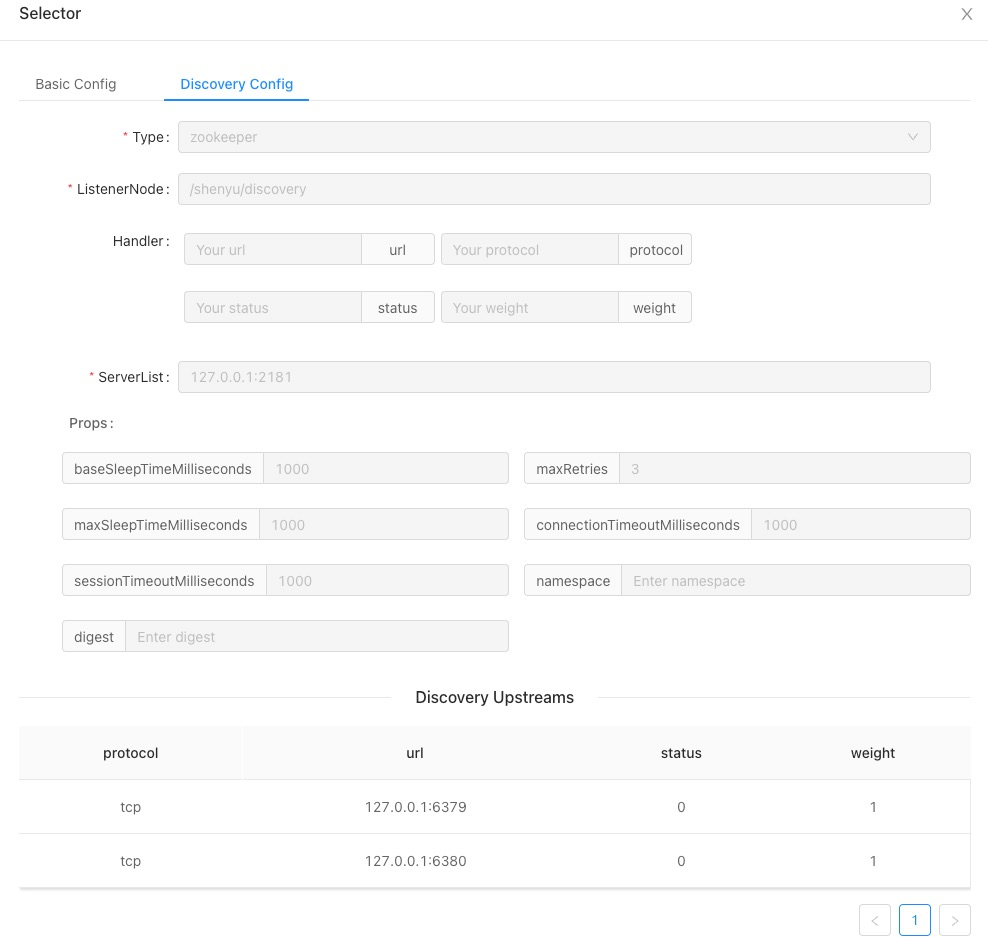 Selector
Basic Config Discovery Config
* Type : zookeeper
* ListenerNode : /shenyu/discovery
Handler : Your url url Your protocol protocol
Your status status Your weight weight
* ServerList : 127.0.0.1:2181
Props :
baseSleepTimeMilliseconds 1000 maxRetries 3
maxSleepTimeMilliseconds 1000 connectionTimeoutMilliseconds 1000
sessionTimeoutMilliseconds 1000 namespace Enter namespace
digest Enter digest
Discovery Upstreams
protocol url status weight
tcp 127.0.0.1:6379 0 1
tcp 127.0.0.1:6380 0 1
< 1 >